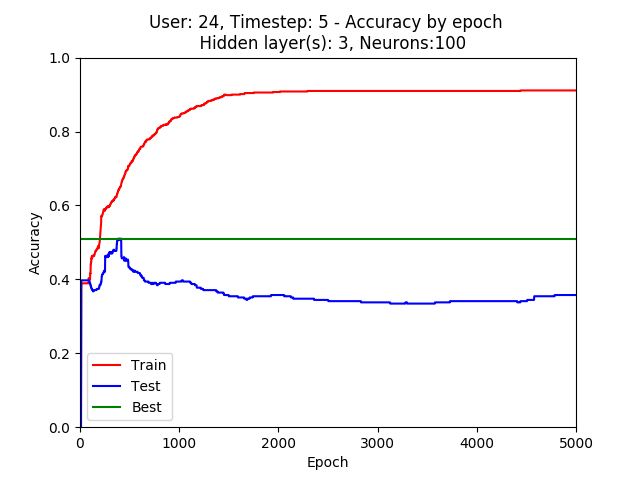 User: 24, Timestep: 5 - Accuracy by epoch
Hidden layer(s): 3, Neurons:100
1.0
0.8
0.6
0.4
0.2
0.0
Accuracy
Train
Test
Best
0 1000 2000 3000 4000 5000
Epoch